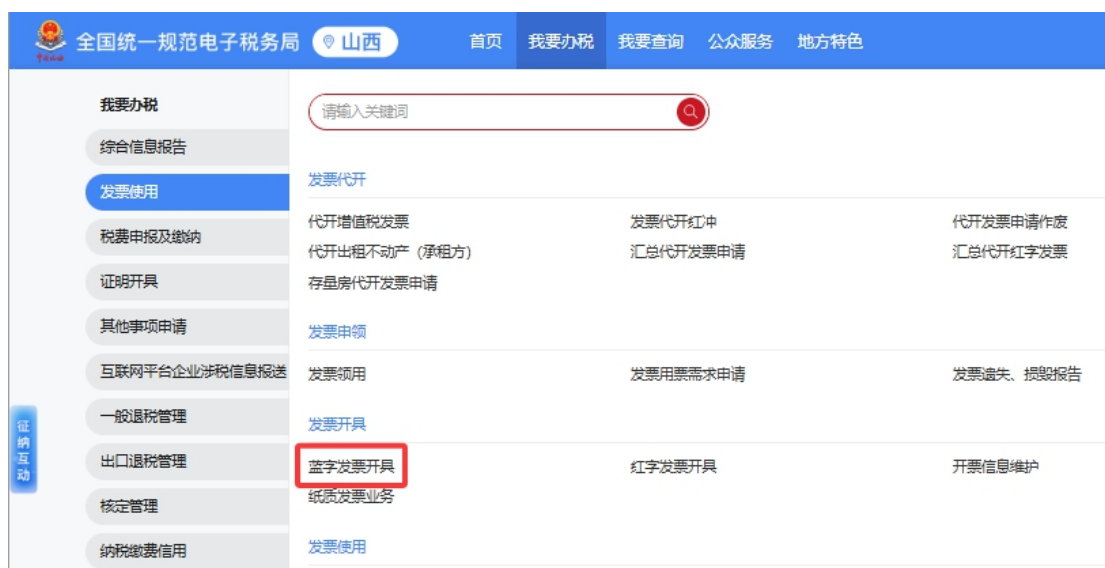 全国统一规范电子税务局 山西 首页 我要办税 我要查询 公众服务 地方特色
我要办税
综合信息报告
发票使用
税费申报及缴纳
证明开具
其他事项申请
互联网平台企业涉税信息报送
一般退税管理
出口退税管理
核定管理
纳税缴费信用
征纳互动
请输入关键词
发票代开
代开增值税发票 发票代开红冲 代开发票申请作废
代开出租不动产（承租方） 汇总代开发票申请 汇总代开红字发票
存量房代开发票申请
发票申领
发票领用 发票用票需求申请 发票遗失、损毁报告
发票开具
蓝字发票开具 红字发票开具 开票信息维护
纸质发票业务
发票使用